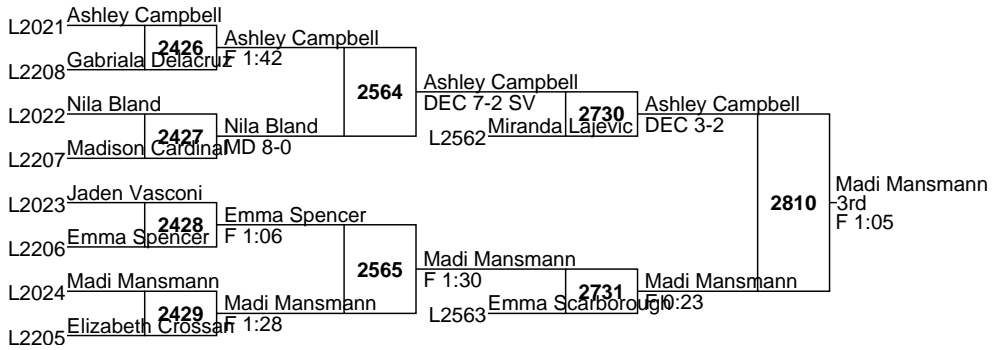 L2021 Ashley Campbell
2426
Ashley Campbell
F 1:42
L2208 Gabriala Delacruz
2564
Ashley Campbell
DEC 7-2 SV
L2022 Nila Bland
2427
Nila Bland
MD 8-0
L2207 Madison Cardinal
L2562 Miranda Lajevic
2730
Ashley Campbell
DEC 3-2
L2023 Jaden Vasconi
2428
Emma Spencer
F 1:06
L2206 Emma Spencer
2565
Madi Mansmann
F 1:30
L2024 Madi Mansmann
2429
Madi Mansmann
F 1:28
L2205 Elizabeth Crossan
L2563 Emma Scarborough
2731
Madi Mansmann
F 0:23
2810
Madi Mansmann
3rd
F 1:05